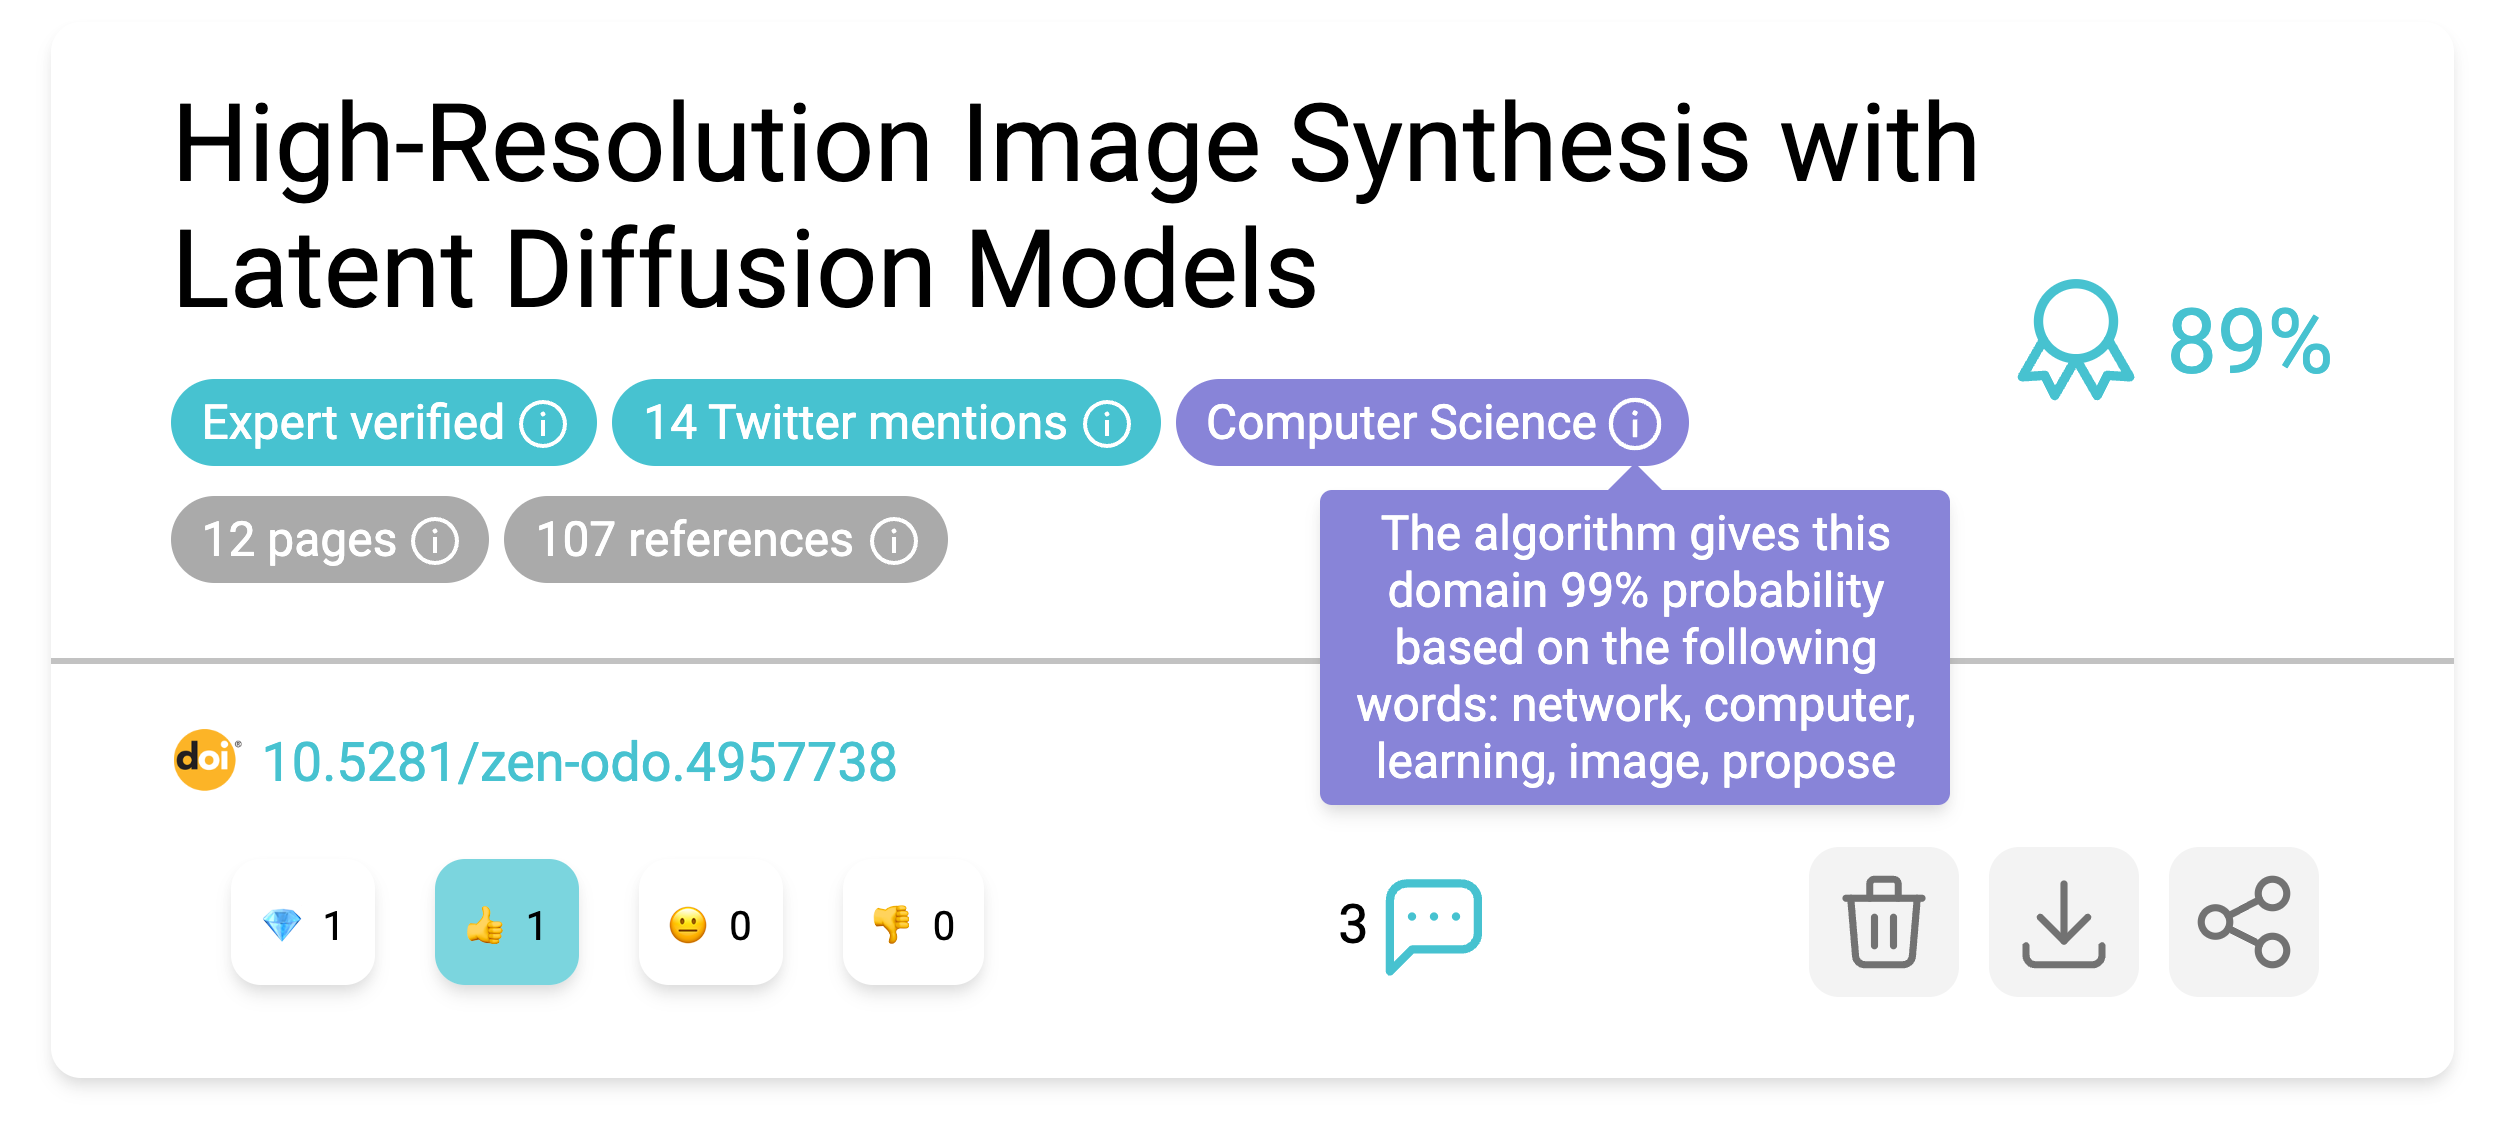 High-Resolution Image Synthesis with
Latent Diffusion Models
89%
Expert verified i 14 Twitter mentions i Computer Science i
12 pages i 107 references i
The algorithm gives this
domain 99% probability
based on the following
words: network, computer,
learning, image, propose
doi® 10.5281/zen-odo.4957738
1 1 0 0 3